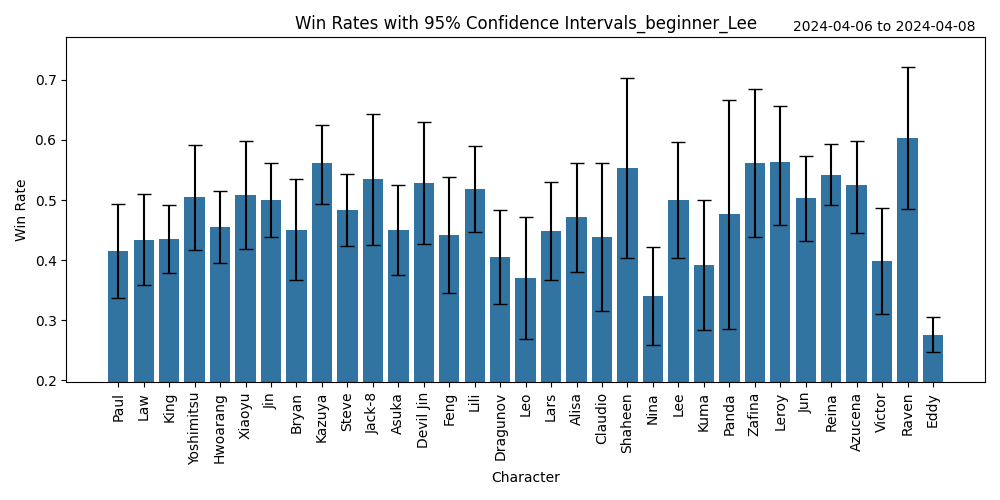 Win Rates with 95% Confidence Intervals_beginner_Lee
2024-04-06 to 2024-04-08
Win Rate
0.7
0.6
0.5
0.4
0.3
0.2
Paul
Law
King
Yoshimitsu
Hwoarang
Xiaoyu
Jin
Bryan
Kazuya
Steve
Jack-8
Asuka
Devil Jin
Feng
Lili
Dragunov
Leo
Lars
Alisa
Claudio
Shaheen
Nina
Lee
Kuma
Panda
Zafina
Leroy
Jun
Reina
Azucena
Victor
Raven
Eddy
Character